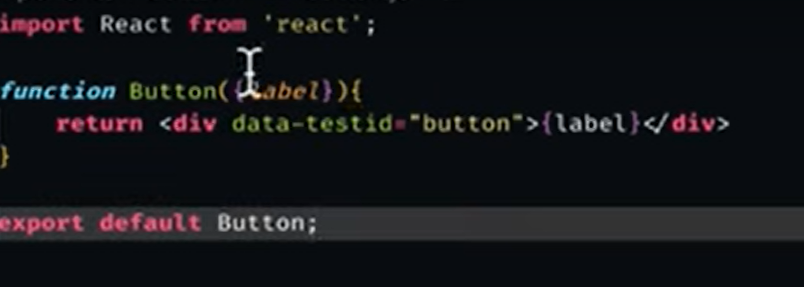 import React from 'react';
function Button({label}){
return <div data-testid="button">{label}</div>
}
export default Button;